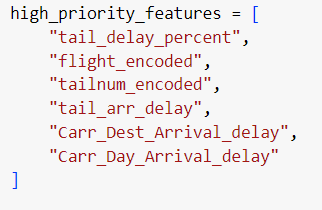 high_priority_features = [
"tail_delay_percent",
"flight_encoded",
"tailnum_encoded",
"tail_arr_delay",
"Carr_Dest_Arrival_delay",
"Carr_Day_Arrival_delay"
]